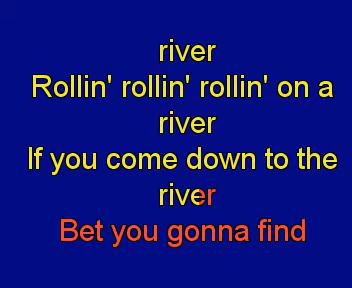 river
Rollin' rollin' rollin' on a
river
If you come down to the
river
Bet you gonna find